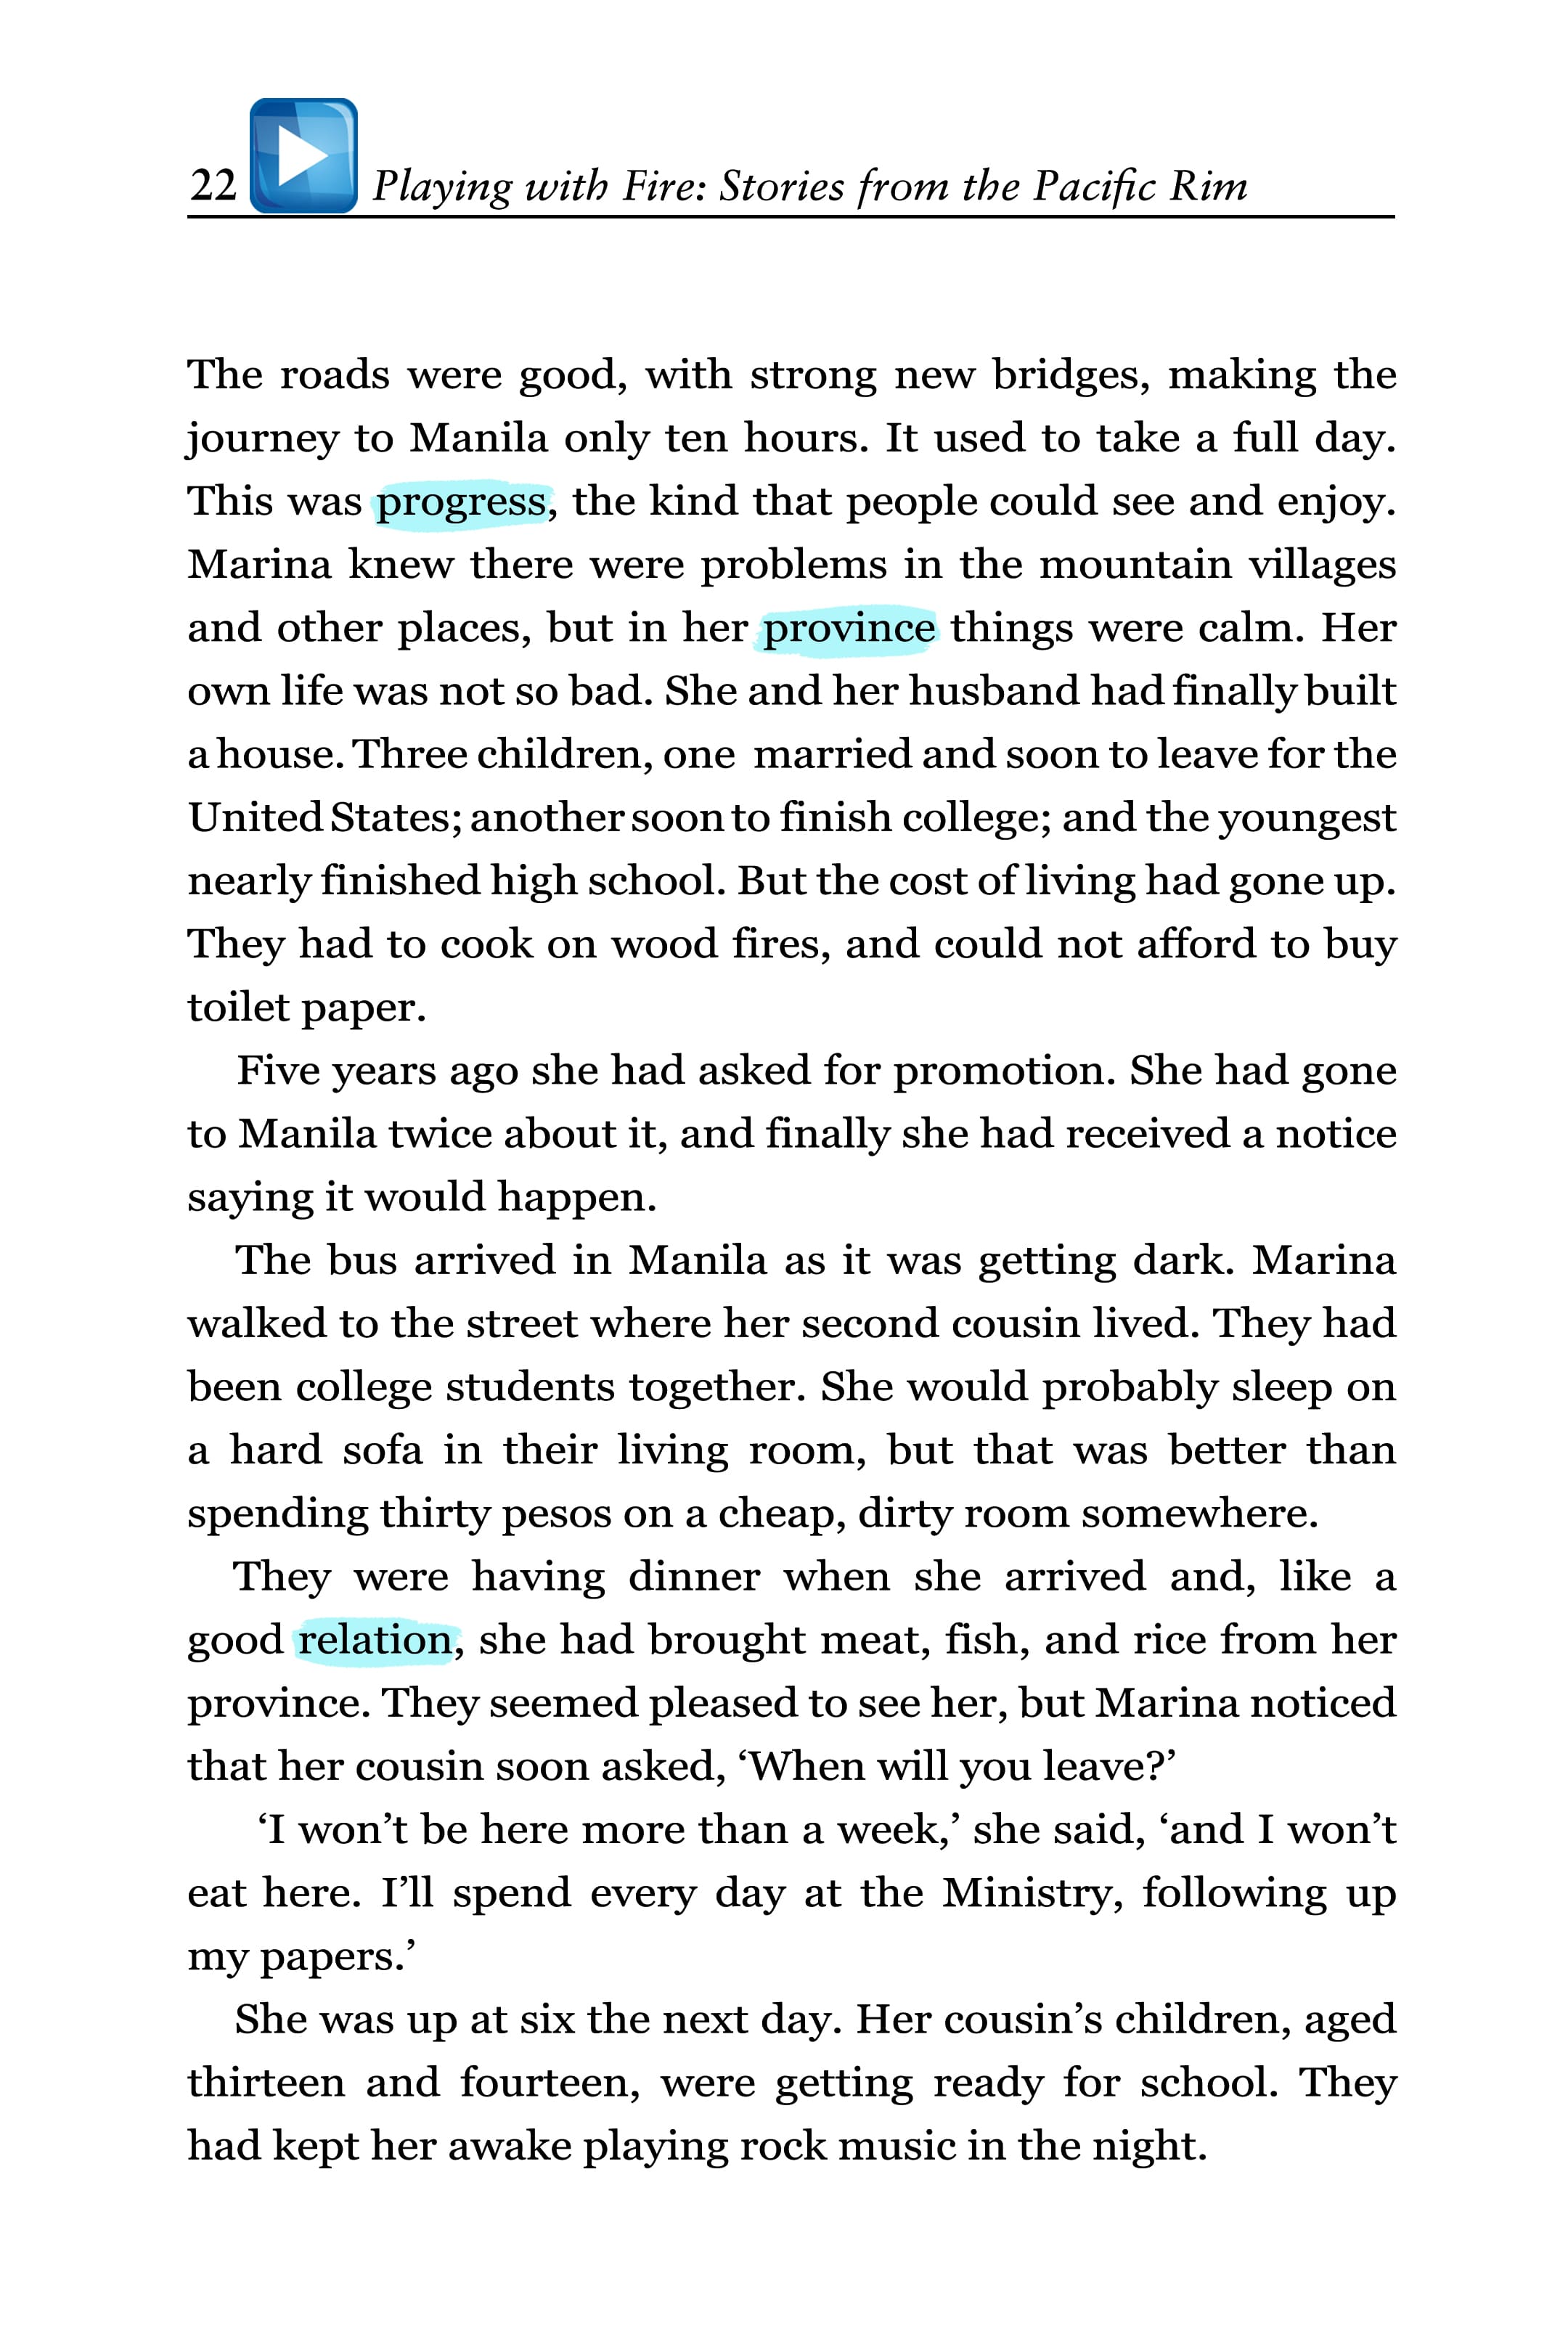 22 Playing with Fire: Stories from the Pacific Rim
The roads were good, with strong new bridges, making the
journey to Manila only ten hours. It used to take a full day.
This was progress, the kind that people could see and enjoy.
Marina knew there were problems in the mountain villages
and other places, but in her province things were calm. Her
own life was not so bad. She and her husband had finally built
a house. Three children, one married and soon to leave for the
United States; another soon to finish college; and the youngest
nearly finished high school. But the cost of living had gone up.
They had to cook on wood fires, and could not afford to buy
toilet paper.
Five years ago she had asked for promotion. She had gone
to Manila twice about it, and finally she had received a notice
saying it would happen.
The bus arrived in Manila as it was getting dark. Marina
walked to the street where her second cousin lived. They had
been college students together. She would probably sleep on
a hard sofa in their living room, but that was better than
spending thirty pesos on a cheap, dirty room somewhere.
They were having dinner when she arrived and, like a
good relation, she had brought meat, fish, and rice from her
province. They seemed pleased to see her, but Marina noticed
that her cousin soon asked, ‘When will you leave?’
‘I won’t be here more than a week,’ she said, ‘and I won’t
eat here. I’ll spend every day at the Ministry, following up
my papers.’
She was up at six the next day. Her cousin’s children, aged
thirteen and fourteen, were getting ready for school. They
had kept her awake playing rock music in the night.